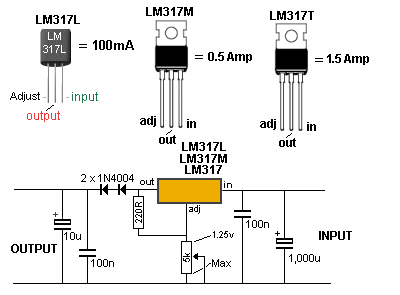 LM317L
LM317M
LM317T
LM
317L
= 100mA
= 0.5 Amp
= 1.5 Amp
Adjust
input
output
adj
in
out
adj
in
out
LM317L
LM317M
LM317
2 x 1N4004
out
in
adj
220R
10u
100n
OUTPUT
1.25v
5k
Max
100n
INPUT
1,000u
+
+